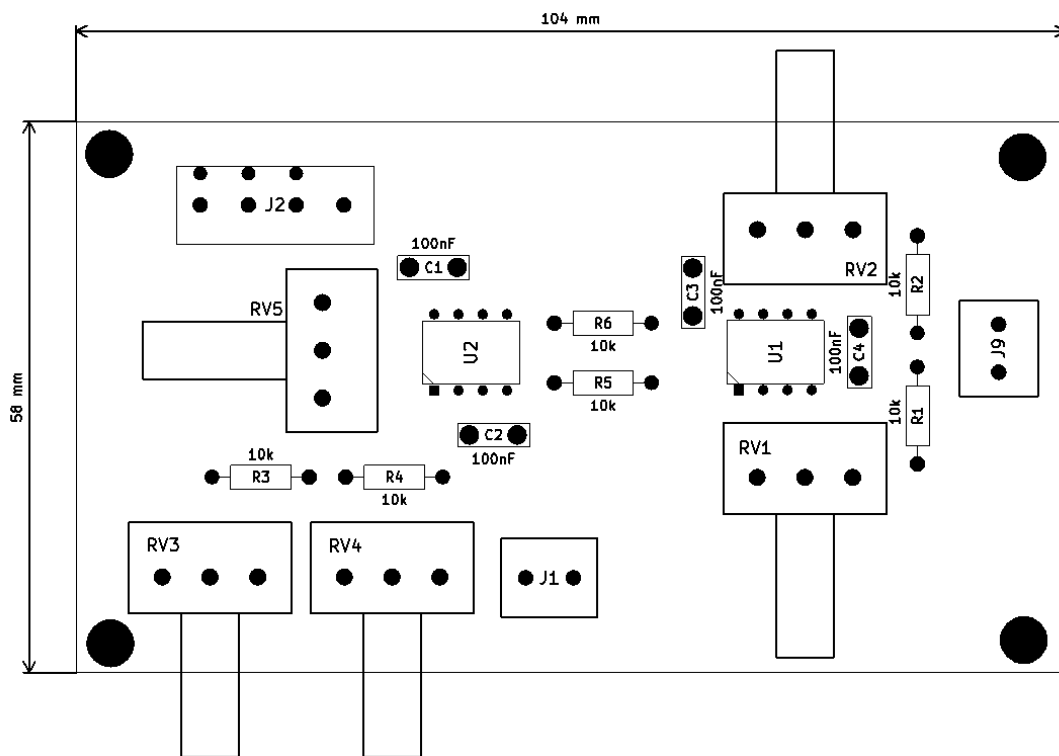 104 mm
58 mm
J2
100nF
C1
RV5
U2
R6
10k
R5
10k
C3
100nF
RV2
10k
R2
U1
100nF
C4
J9
10k
R1
C2
100nF
10k
R3
R4
10k
RV1
RV3
RV4
J1